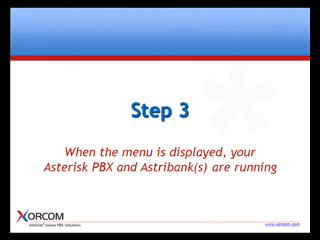 Step 3
When the menu is displayed, your
Asterisk PBX and Astribank(s) are running
XORCOM
Asterisk® based PBX Solutions
www.xorcom.com